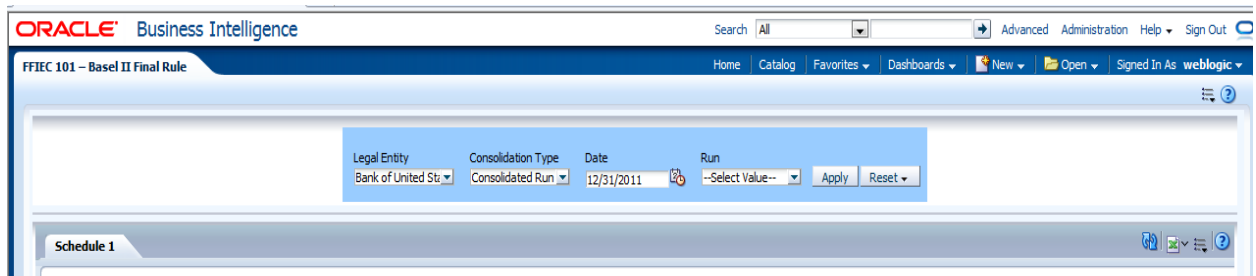 ORACLE Business Intelligence Search All Advanced Administration Help Sign Out
FFIEC 101 – Basel II Final Rule Home Catalog Favorites Dashboards New Open Signed In As weblogic
Legal Entity Consolidation Type Date Run
Bank of United Sta Consolidated Run 12/31/2011 --Select Value-- Apply Reset
Schedule 1